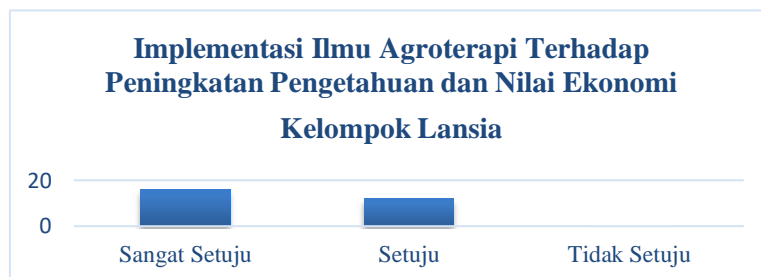 Implementasi Ilmu Agroterapi Terhadap
Peningkatan Pengetahuan dan Nilai Ekonomi
Kelompok Lansia
20
0
Sangat Setuju Setuju Tidak Setuju